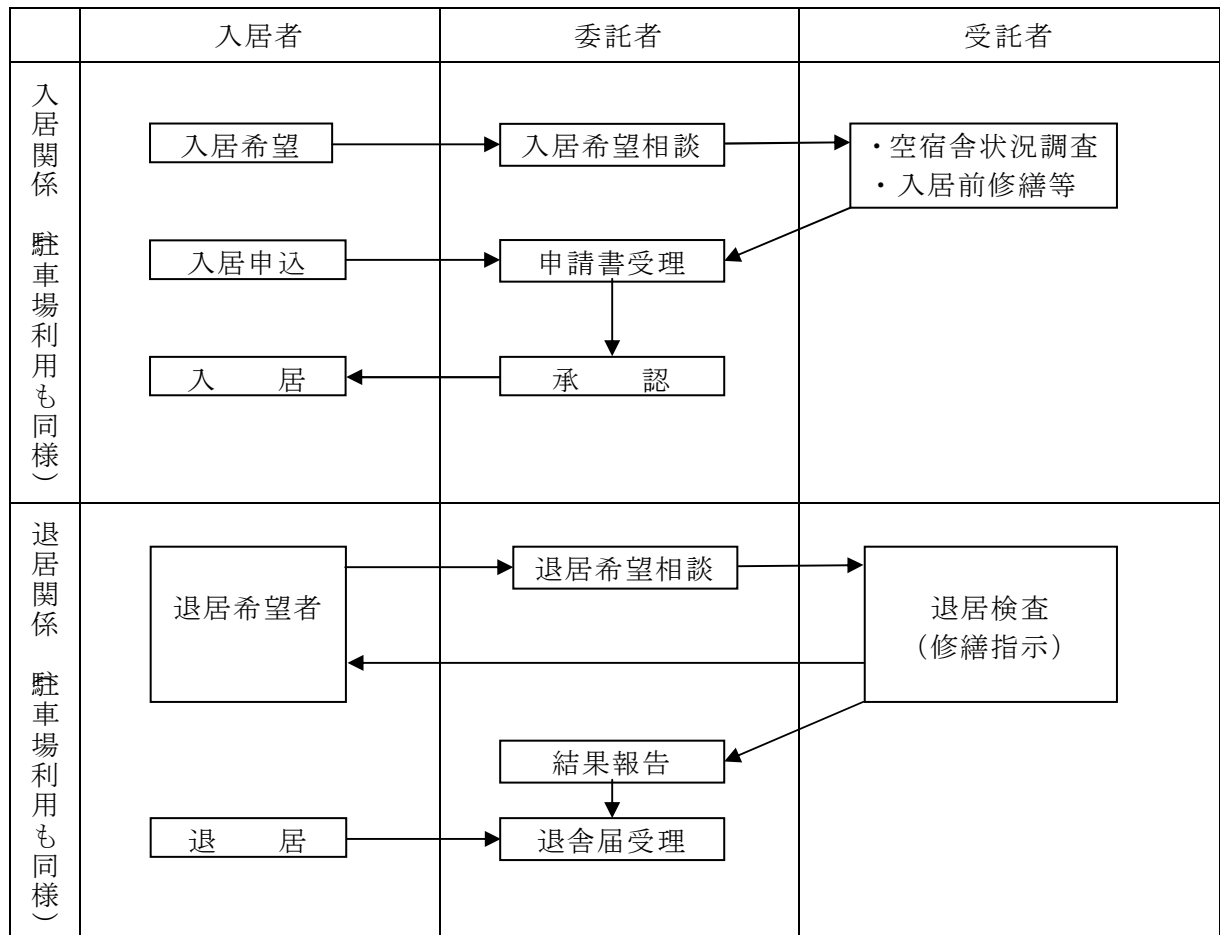 入居者
委託者
受託者
入居関係（駐車場利用も同様）
入居希望
入居希望相談
・空宿舎状況調査
・入居前修繕等
入居申込
申請書受理
入　　居
承　　認
退居関係（駐車場利用も同様）
退居希望者
退居希望相談
退居検査
（修繕指示）
結果報告
退　　居
退舎届受理